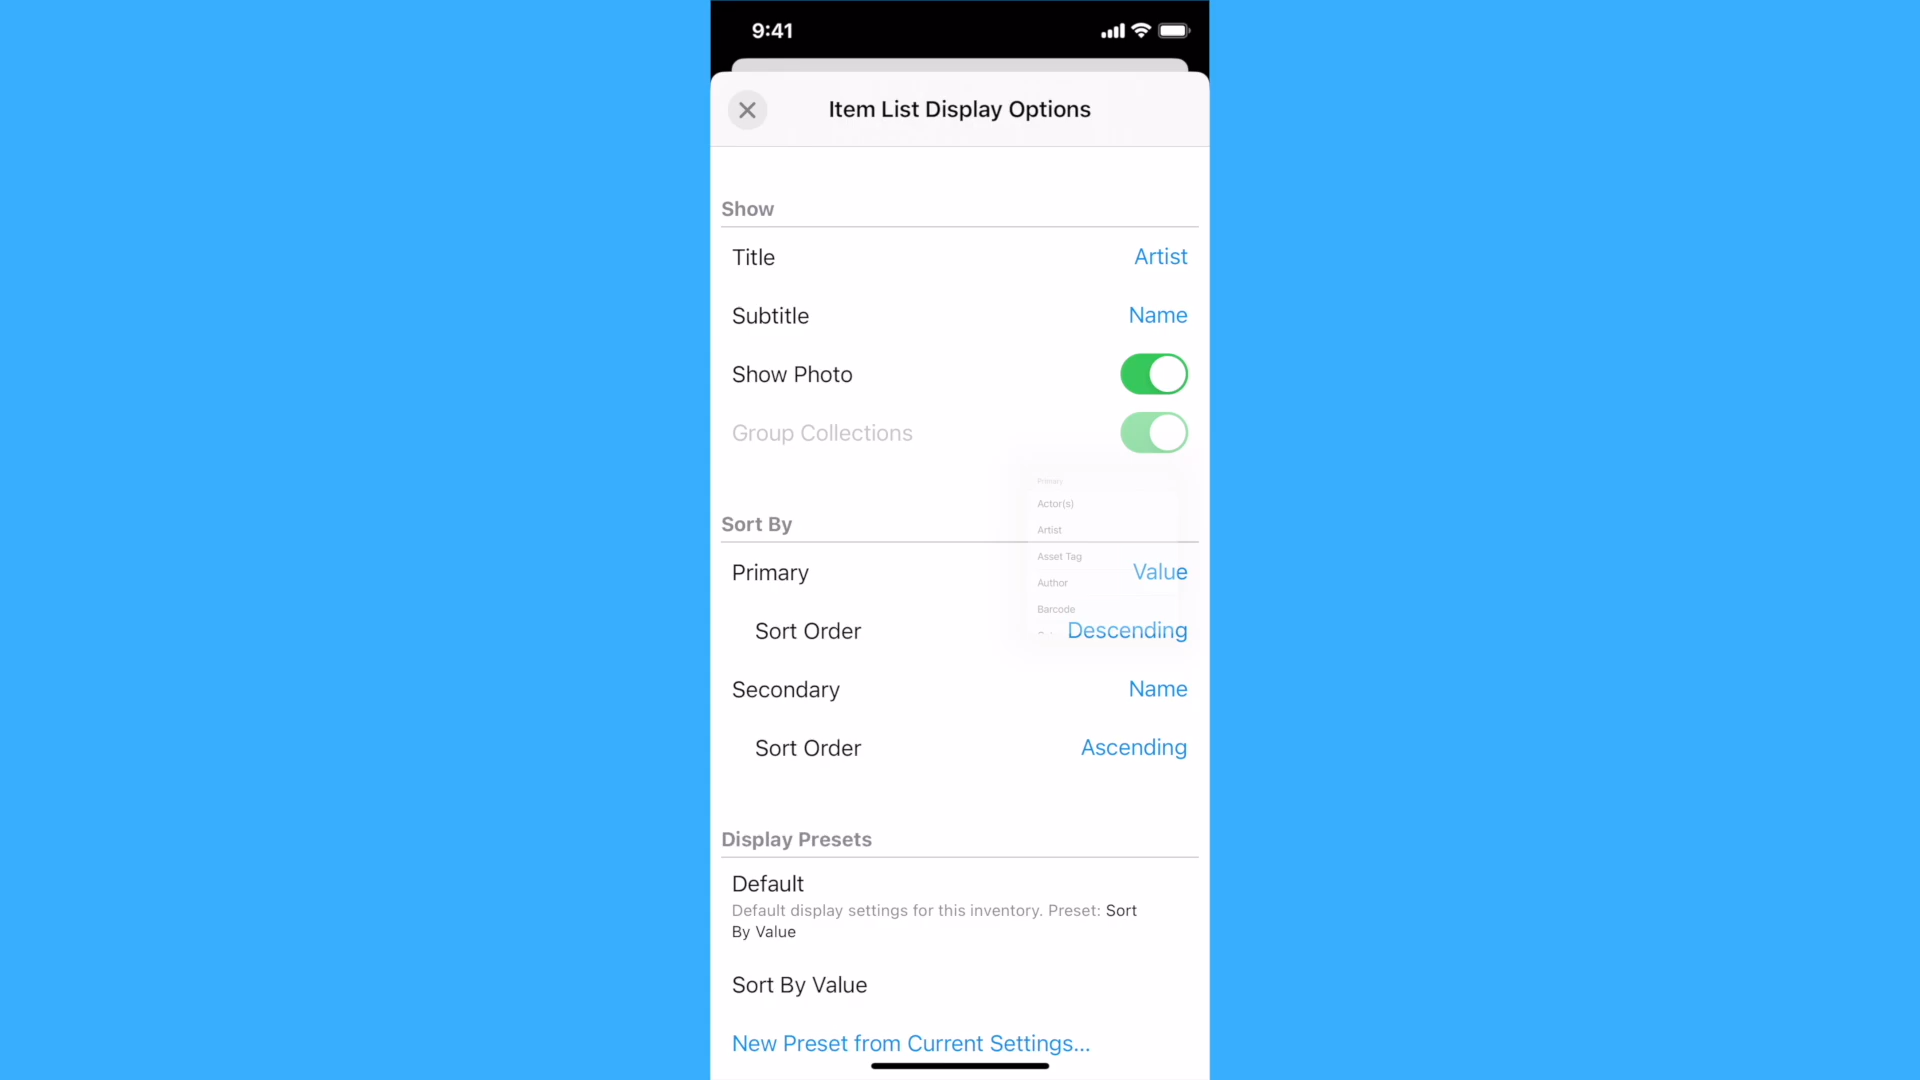 9:41
Item List Display Options
Show
Title Artist
Subtitle Name
Show Photo
Group Collections
Primary
Actor(s)
Artist
Sort By
Asset Tag
Primary Value
Author
Barcode
Sort Order Descending
Secondary Name
Sort Order Ascending
Display Presets
Default
Default display settings for this inventory. Preset: Sort
By Value
Sort By Value
New Preset from Current Settings...